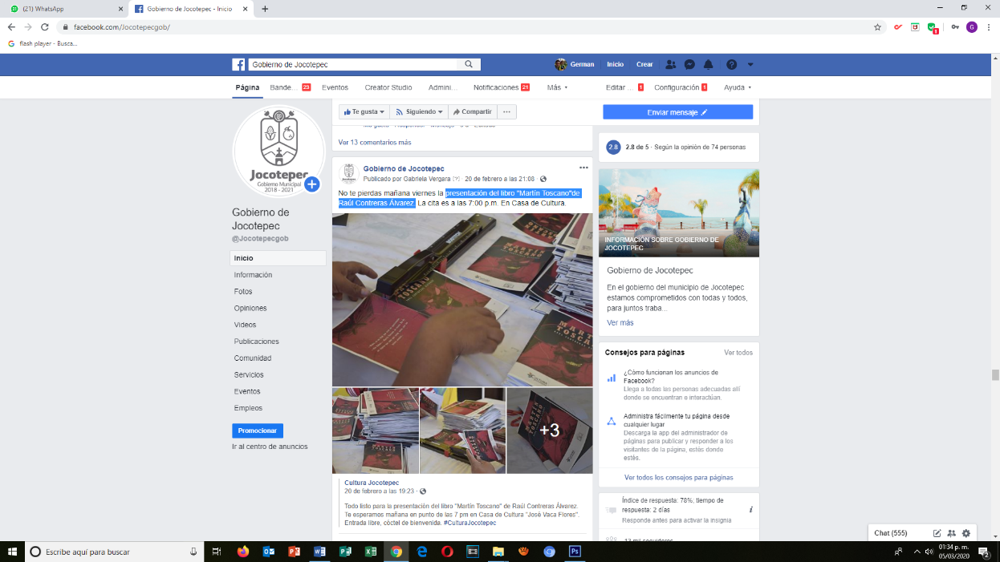 (21) WhatsApp
Gobierno de Jocotepec - Inicio
facebook.com/Jocotepecgob/
G
flash player - Busca...
Gobierno de Jocotepec
German
Inicio
Crear
Página
Bande...
23
Eventos
Creator Studio
Admini...
Notificaciones
21
Más
Editar ...
1
Configuración
1
Ayuda
Te gusta
Siguiendo
Compartir
...
Enviar mensaje
Jocotepec
Gobierno Municipal
2018 - 2021
Gobierno de
Jocotepec
@Jocotepecgob
Inicio
Información
Fotos
Opiniones
Videos
Publicaciones
Comunidad
Servicios
Eventos
Empleos
Promocionar
Ir al centro de anuncios
Ver 13 comentarios más
Gobierno de Jocotepec
Publicado por Gabriela Vergara [?] · 20 de febrero a las 21:08 ·
No te pierdas mañana viernes la presentación del libro "Martín Toscano"de
Raúl Contreras Álvarez. La cita es a las 7:00 p.m. En Casa de Cultura.
MARTÍN
TOSCANO
+3
Cultura Jocotepec
20 de febrero a las 19:23 ·
Todo listo para la presentación del libro "Martín Toscano" de Raúl Contreras Álvarez.
Te esperamos mañana en punto de las 7 pm en Casa de Cultura "José Vaca Flores".
Entrada libre, cóctel de bienvenida. #CulturaJocotepec
2.8
2.8 de 5 · Según la opinión de 74 personas
INFORMACIÓN SOBRE GOBIERNO DE
JOCOTEPEC
Gobierno de Jocotepec
En el gobierno del municipio de Jocotepec
estamos comprometidos con todas y todos,
para juntos traba...
Ver más
Consejos para páginas
Ver todos
¿Cómo funcionan los anuncios de
Facebook?
Llega a todas las personas adecuadas allí
donde se encuentran e interactúan.
Administra fácilmente tu página desde
cualquier lugar
Descarga la app del administrador de
páginas para publicar y responder a los
visitantes de la página, estés donde
estés.
Ver todos los consejos para páginas
Índice de respuesta: 78%; tiempo de
respuesta: 2 días
Responde antes para activar la insignia
13 mil seguidores
Chat (555)
Escribe aquí para buscar
01:34 p. m.
05/03/2020
2